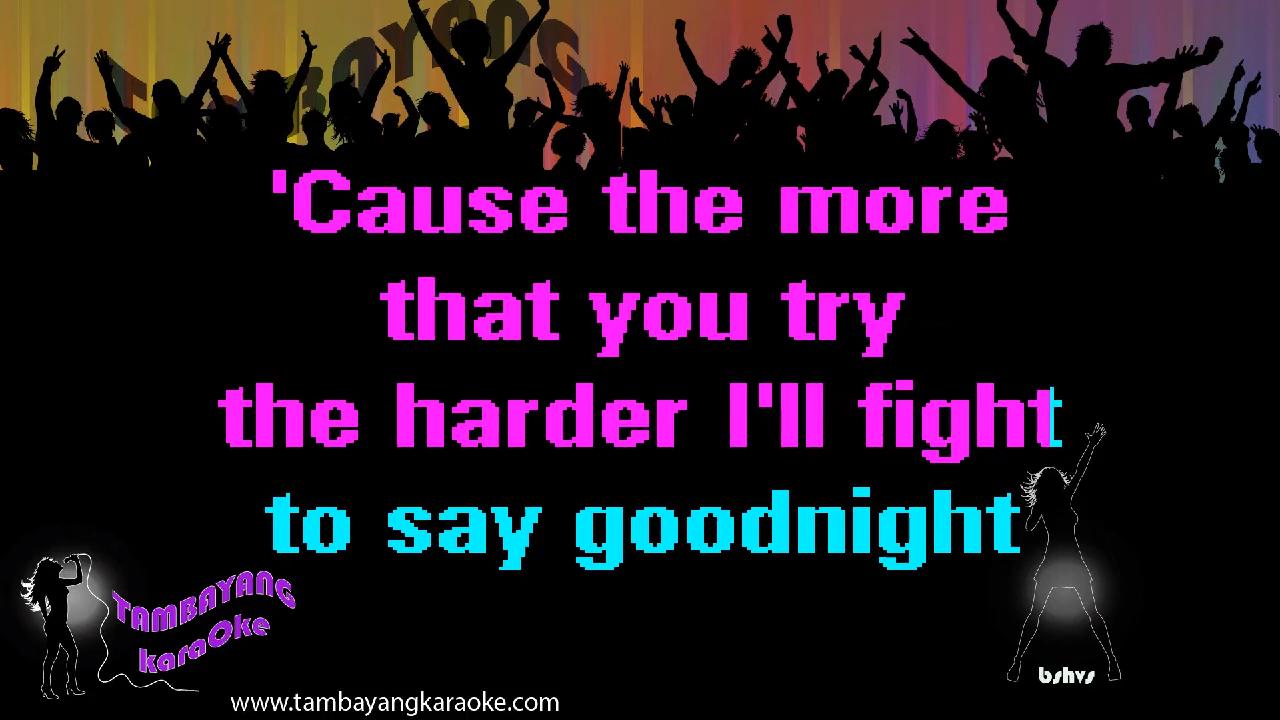 TAMBAYANG
'Cause the more
that you try
the harder I'll fight
to say goodnight
TAMBAYANG
karaOke
bshvs
www.tambayangkaraoke.com